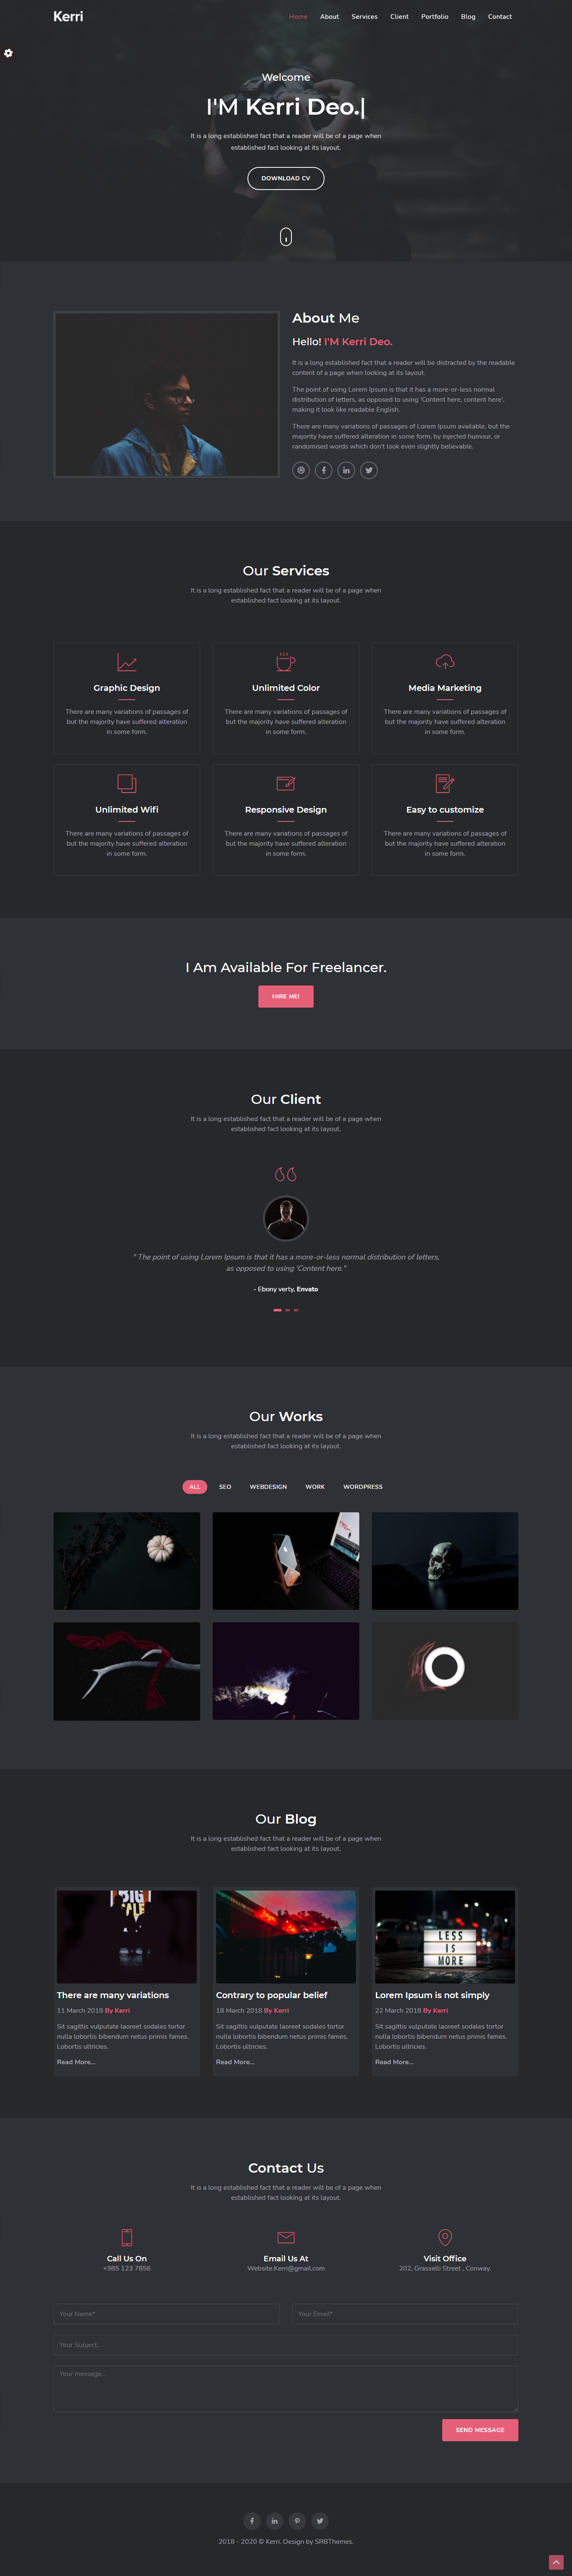 Kerri
Home About Services Client Portfolio Blog Contact
Welcome
I'M Kerri Deo.|
It is a long established fact that a reader will be of a page when
established fact looking at its layout.
DOWNLOAD CV
About Me
Hello! I'M Kerri Deo.
It is a long established fact that a reader will be distracted by the readable
content of a page when looking at its layout.
The point of using Lorem Ipsum is that it has a more-or-less normal
distribution of letters, as opposed to using 'Content here, content here',
making it look like readable English.
There are many variations of passages of Lorem Ipsum available, but the
majority have suffered alteration in some form, by injected humour, or
randomised words which don't look even slightly believable.
Our Services
It is a long established fact that a reader will be of a page when
established fact looking at its layout.
Graphic Design
There are many variations of passages of
but the majority have suffered alteration
in some form.
Unlimited Color
There are many variations of passages of
but the majority have suffered alteration
in some form.
Media Marketing
There are many variations of passages of
but the majority have suffered alteration
in some form.
Unlimited Wifi
There are many variations of passages of
but the majority have suffered alteration
in some form.
Responsive Design
There are many variations of passages of
but the majority have suffered alteration
in some form.
Easy to customize
There are many variations of passages of
but the majority have suffered alteration
in some form.
I Am Available For Freelancer.
HIRE ME!
Our Client
It is a long established fact that a reader will be of a page when
established fact looking at its layout.
" The point of using Lorem Ipsum is that it has a more-or-less normal distribution of letters,
as opposed to using 'Content here."
- Ebony verty, Envato
Our Works
It is a long established fact that a reader will be of a page when
established fact looking at its layout.
ALL SEO WEBDESIGN WORK WORDPRESS
Our Blog
It is a long established fact that a reader will be of a page when
established fact looking at its layout.
BIG
There are many variations
11 March 2018 By Kerri
Sit sagittis vulputate laoreet sodales tortor
nulla lobortis bibendum netus primis fames.
Lobortis ultricies.
Read More...
Contrary to popular belief
18 March 2018 By Kerri
Sit sagittis vulputate laoreet sodales tortor
nulla lobortis bibendum netus primis fames.
Lobortis ultricies.
Read More...
LESS
IS
MORE
Lorem Ipsum is not simply
22 March 2018 By Kerri
Sit sagittis vulputate laoreet sodales tortor
nulla lobortis bibendum netus primis fames.
Lobortis ultricies.
Read More...
Contact Us
It is a long established fact that a reader will be of a page when
established fact looking at its layout.
Call Us On
+985 123 7856
Email Us At
Website.Kerri@gmail.com
Visit Office
202, Grasselli Street , Conway.
Your Name*
Your Email*
Your Subject..
Your message...
SEND MESSAGE
2018 - 2020 © Kerri. Design by SRBThemes.